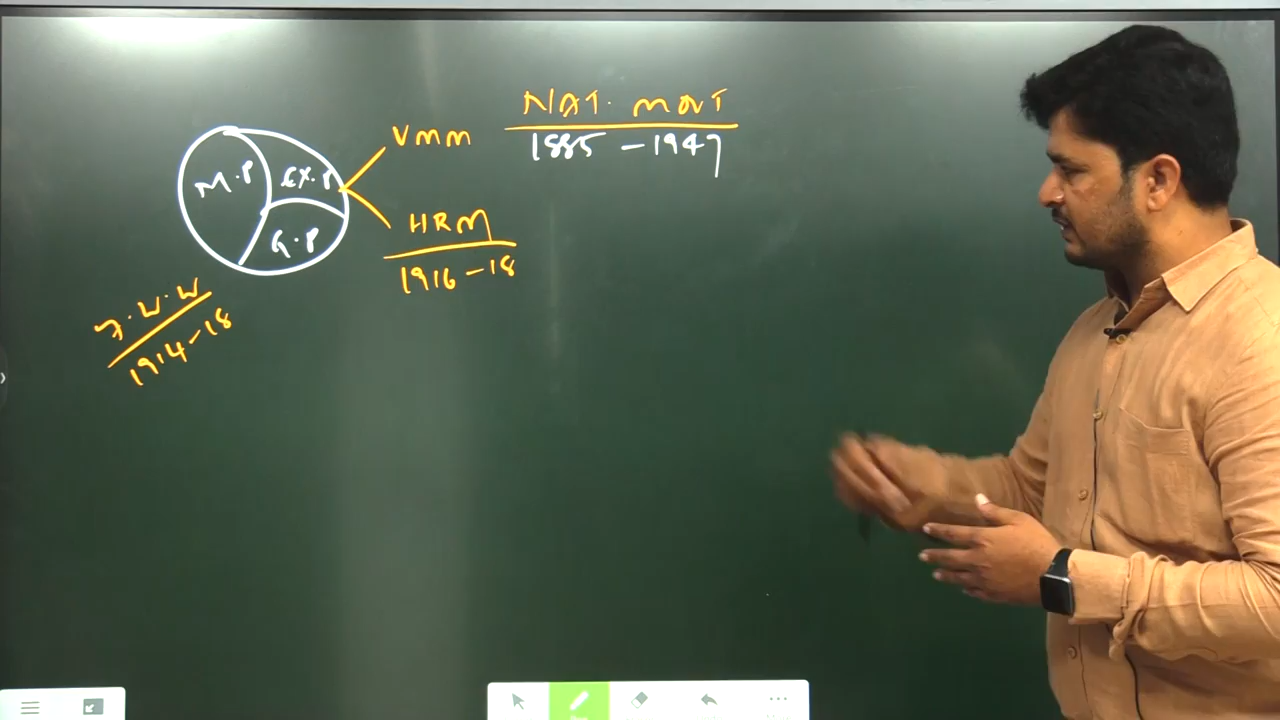 NAT. MOVT
1885 - 1947
VMM
M.P
EX.P
G.P
HRM
1916 - 18
F.W.W
1914 - 18